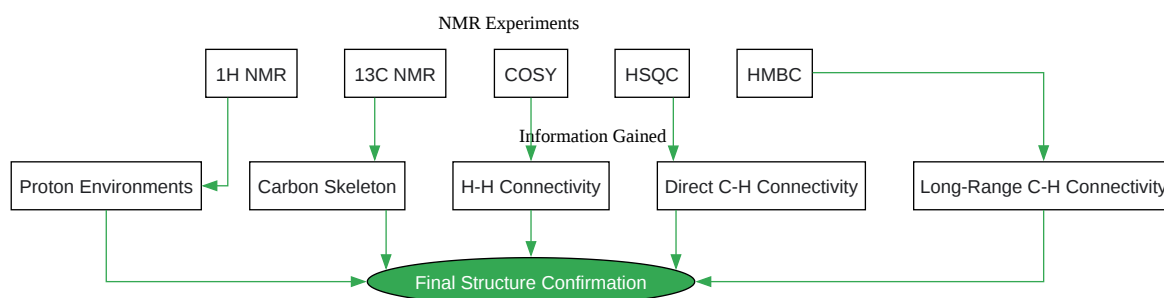 NMR Experiments
1H NMR
13C NMR
COSY
HSQC
HMBC
Information Gained
Proton Environments
Carbon Skeleton
H-H Connectivity
Direct C-H Connectivity
Long-Range C-H Connectivity
Final Structure Confirmation